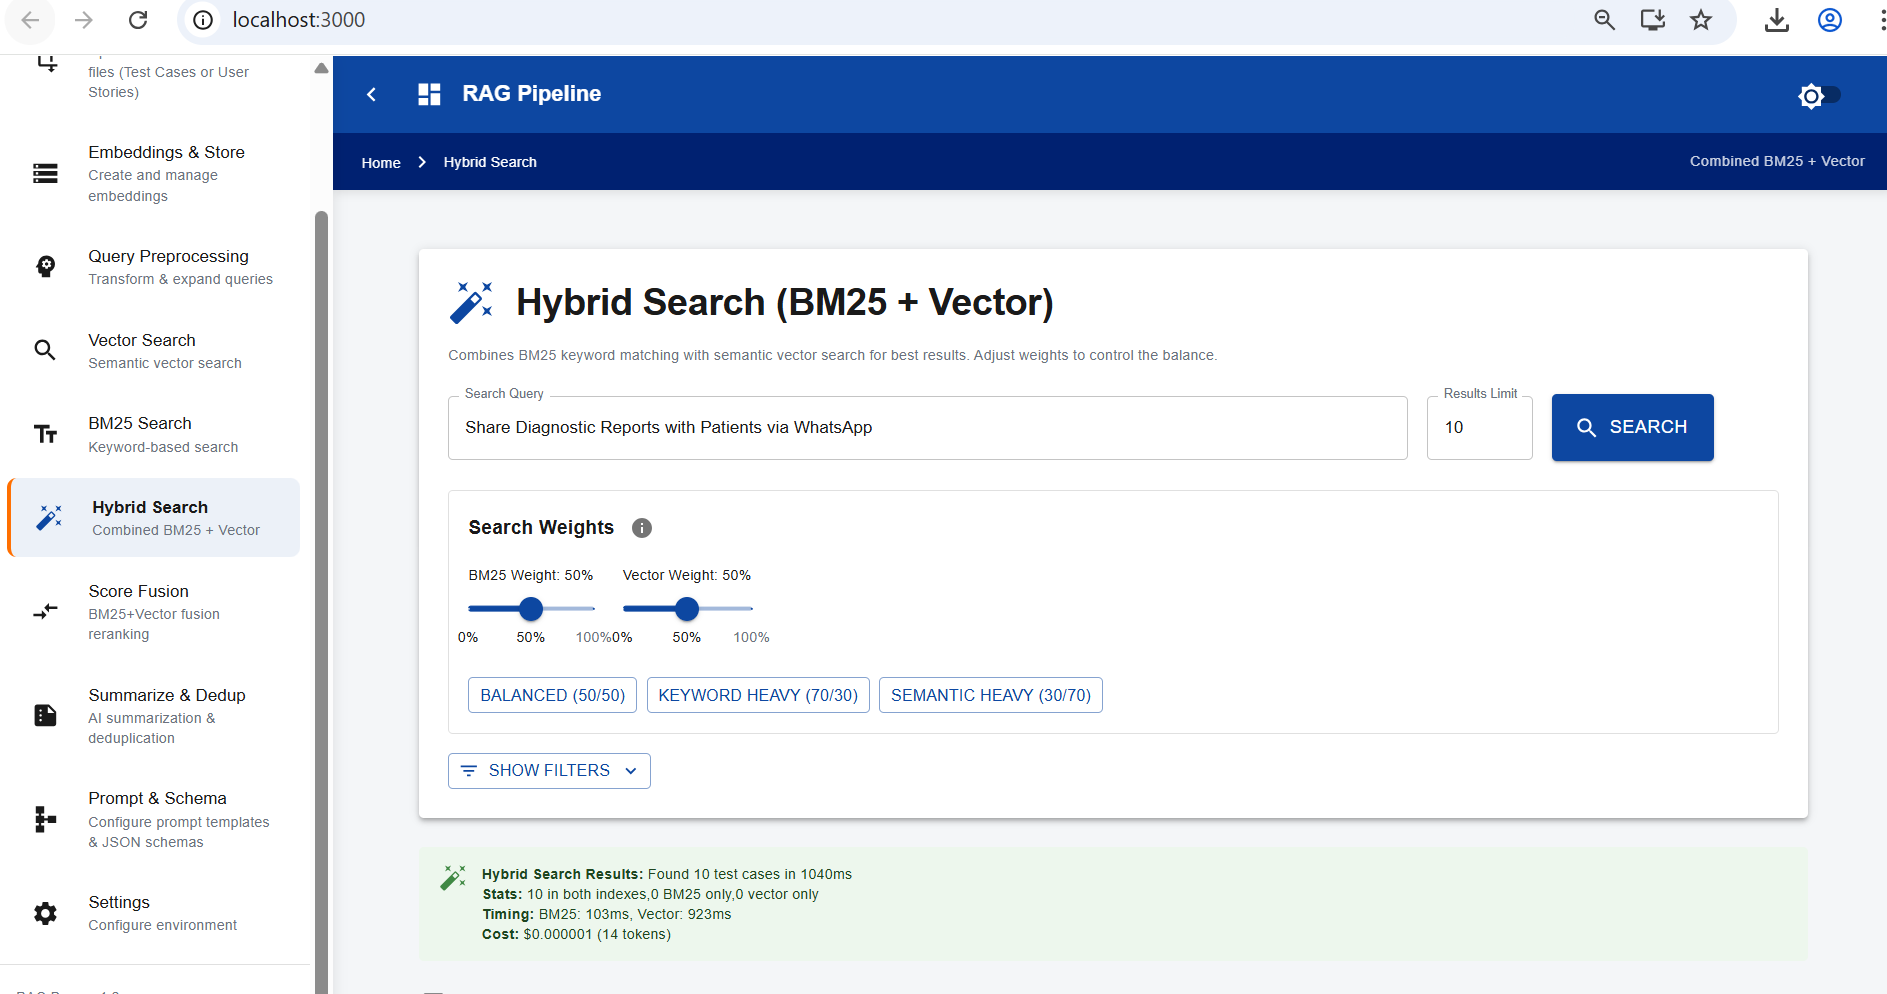 localhost:3000
files (Test Cases or User
Stories)
Embeddings & Store
Create and manage
embeddings
Query Preprocessing
Transform & expand queries
Vector Search
Semantic vector search
BM25 Search
Keyword-based search
Hybrid Search
Combined BM25 + Vector
Score Fusion
BM25+Vector fusion
reranking
Summarize & Dedup
AI summarization &
deduplication
Prompt & Schema
Configure prompt templates
& JSON schemas
Settings
Configure environment
RAG Pipeline
Home
Hybrid Search
Combined BM25 + Vector
Hybrid Search (BM25 + Vector)
Combines BM25 keyword matching with semantic vector search for best results. Adjust weights to control the balance.
Search Query
Share Diagnostic Reports with Patients via WhatsApp
Results Limit
10
SEARCH
Search Weights
BM25 Weight: 50%
Vector Weight: 50%
0% 50% 100%
0% 50% 100%
BALANCED (50/50)
KEYWORD HEAVY (70/30)
SEMANTIC HEAVY (30/70)
SHOW FILTERS
Hybrid Search Results: Found 10 test cases in 1040ms
Stats: 10 in both indexes,0 BM25 only,0 vector only
Timing: BM25: 103ms, Vector: 923ms
Cost: $0.000001 (14 tokens)